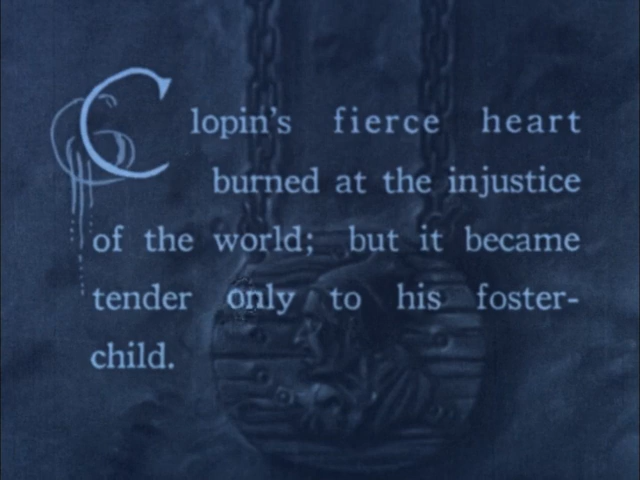 Clopin's fierce heart
burned at the injustice
of the world; but it became
tender only to his foster-
child.